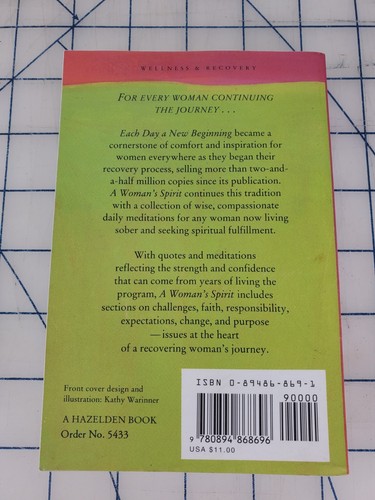 WELLNESS & RECOVERY
FOR EVERY WOMAN CONTINUING
THE JOURNEY . . .
Each Day a New Beginning became a
cornerstone of comfort and inspiration for
women everywhere as they began their
recovery process, selling more than two-and-
a-half million copies since its publication.
A Woman's Spirit continues this tradition
with a collection of wise, compassionate
daily meditations for any woman now living
sober and seeking spiritual fulfillment.
With quotes and meditations
reflecting the strength and confidence
that can come from years of living the
program, A Woman's Spirit includes
sections on challenges, faith, responsibility,
expectations, change, and purpose
—issues at the heart
of a recovering woman's journey.
Front cover design and
illustration: Kathy Warinner
A HAZELDEN BOOK
Order No. 5433
ISBN 0-89486-869-1
90000
9 780894 868696
USA $11.00